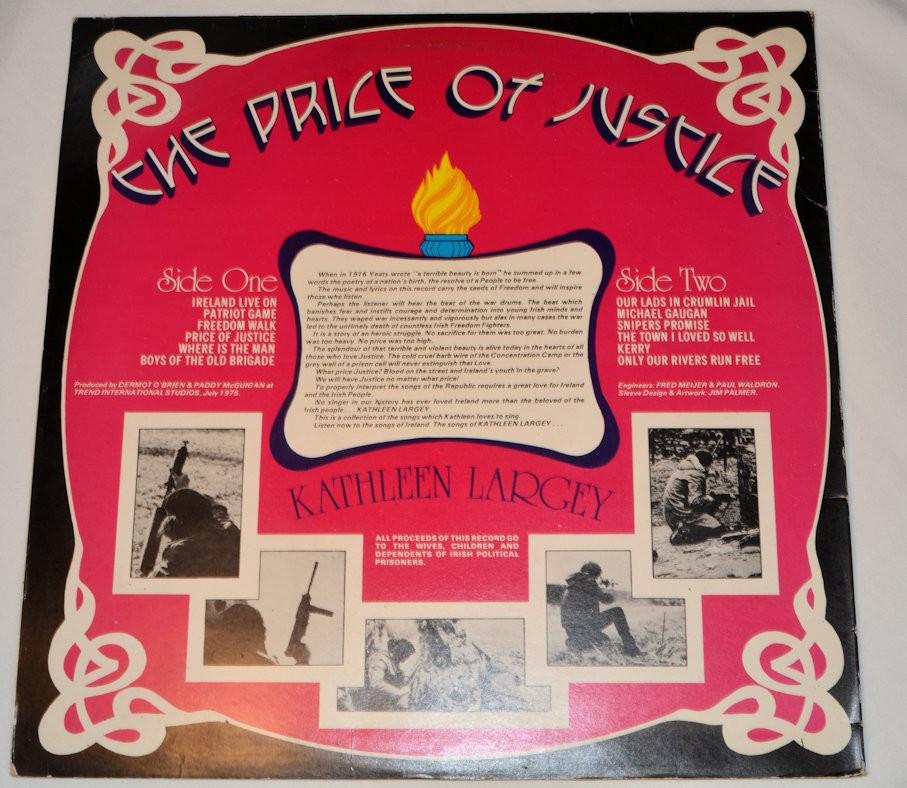 THE PRICE OF JUSTICE
Side One
IRELAND LIVE ON
PATRIOT GAME
FREEDOM WALK
PRICE OF JUSTICE
WHERE IS THE MAN
BOYS OF THE OLD BRIGADE
Produced by CERMOT O'BRIEN & PADDY McGUIGAN at
TREND INTERNATIONAL STUDIOS. July 1975.
When in 1916 Yeats wrote "a terrible beauty is born" he summed up in a few
words the poetry of a nation's birth, the resolve of a People to be free.
The music and lyrics on this record carry the seeds of Freedom and will inspire
those who listen.
Perhaps the listener will hear the beat of the war drums. The beat which
banishes fear and instills courage and determination into young Irish minds and
hearts. They waged war incessantly and vigorously but alas in many cases the war
led to the untimely death of countless Irish Freedom Fighters.
It is a story of an heroic struggle. No sacrifice for them was too great. No burden
was too heavy. No price was too high.
The splendour of that terrible and violent beauty is alive today in the hearts of all
those who love Justice. The cold cruel barb wire of the Concentration Camp or the
grey wall of a prison cell will never extinguish that Love.
What price Justice? Blood on the street and Ireland's youth in the grave?
We will have Justice no matter what price!
To properly interpret the songs of the Republic requires a great love for Ireland
and the Irish People.
No singer in our history has ever loved Ireland more than the beloved of the
Irish people . . . KATHLEEN LARGEY.
This is a collection of the songs which Kathleen loves to sing.
Listen now to the songs of Ireland. The songs of KATHLEEN LARGEY . . .
Side Two
OUR LADS IN CRUMLIN JAIL
MICHAEL GAUGAN
SNIPERS PROMISE
THE TOWN I LOVED SO WELL
KERRY
ONLY OUR RIVERS RUN FREE
Engineers: FRED MEIJER & PAUL WALDRON.
Sleeve Design & Artwork: JIM PALMER.
KATHLEEN LARGEY
ALL PROCEEDS OF THIS RECORD GO
TO THE WIVES, CHILDREN AND
DEPENDENTS OF IRISH POLITICAL
PRISONERS.